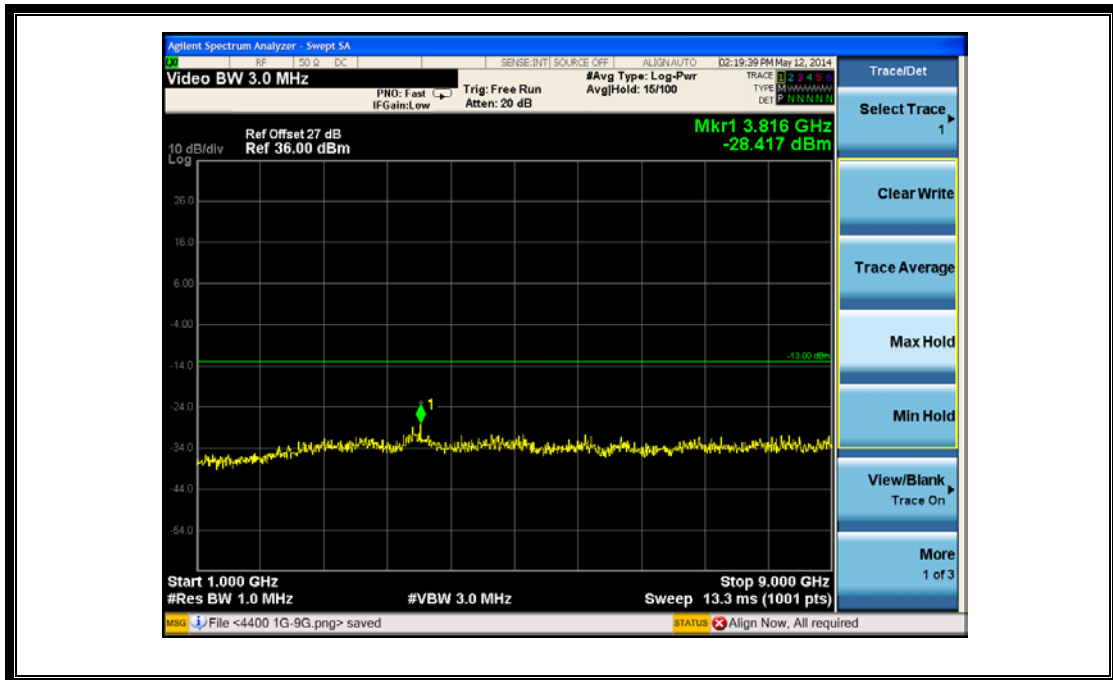 Agilent Spectrum Analyzer - Swept SA
LXI RF 50 Ω DC SENSE:INT SOURCE OFF ALIGNAUTO 02:19:39 PM May 12, 2014
Video BW 3.0 MHz
PNO: Fast
IFGain:Low
Trig: Free Run
Atten: 20 dB
#Avg Type: Log-Pwr
Avg|Hold: 15/100
TRACE 1 2 3 4 5 6
TYPE M
DET P N N N N N
Ref Offset 27 dB
Ref 36.00 dBm
10 dB/div
Log
Mkr1 3.816 GHz
-28.417 dBm
26.0
16.0
6.00
-4.00
-13.00 dBm
-14.0
1
-24.0
-34.0
-44.0
-54.0
Start 1.000 GHz
Stop 9.000 GHz
#Res BW 1.0 MHz
#VBW 3.0 MHz
Sweep 13.3 ms (1001 pts)
MSG File <4400 1G-9G.png> saved
STATUS Align Now, All required
Trace/Det
Select Trace
1
Clear Write
Trace Average
Max Hold
Min Hold
View/Blank
Trace On
More
1 of 3